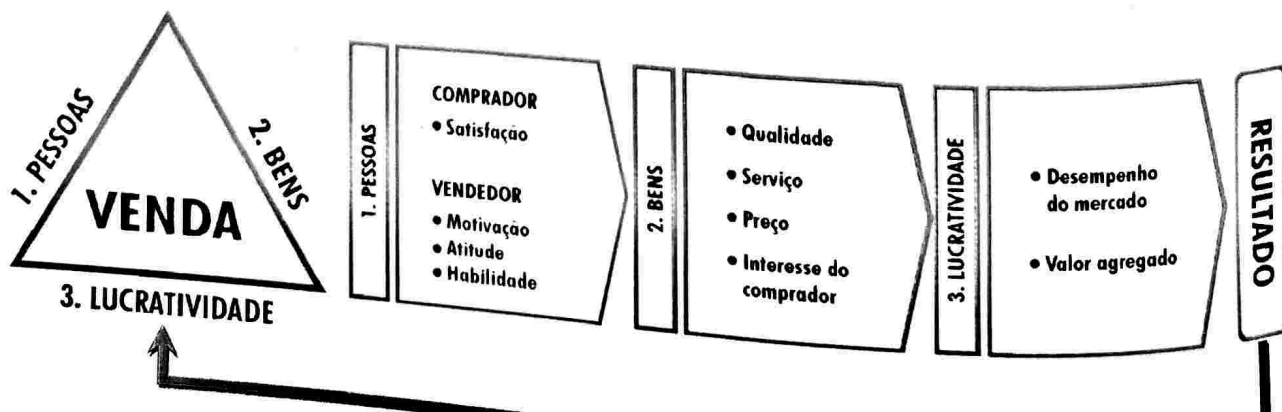 1. PESSOAS
2. BENS
VENDA
3. LUCRATIVIDADE
1. PESSOAS
COMPRADOR
• Satisfação
VENDEDOR
• Motivação
• Atitude
• Habilidade
2. BENS
• Qualidade
• Serviço
• Preço
• Interesse do
comprador
3. LUCRATIVIDADE
• Desempenho
do mercado
• Valor agregado
RESULTADO